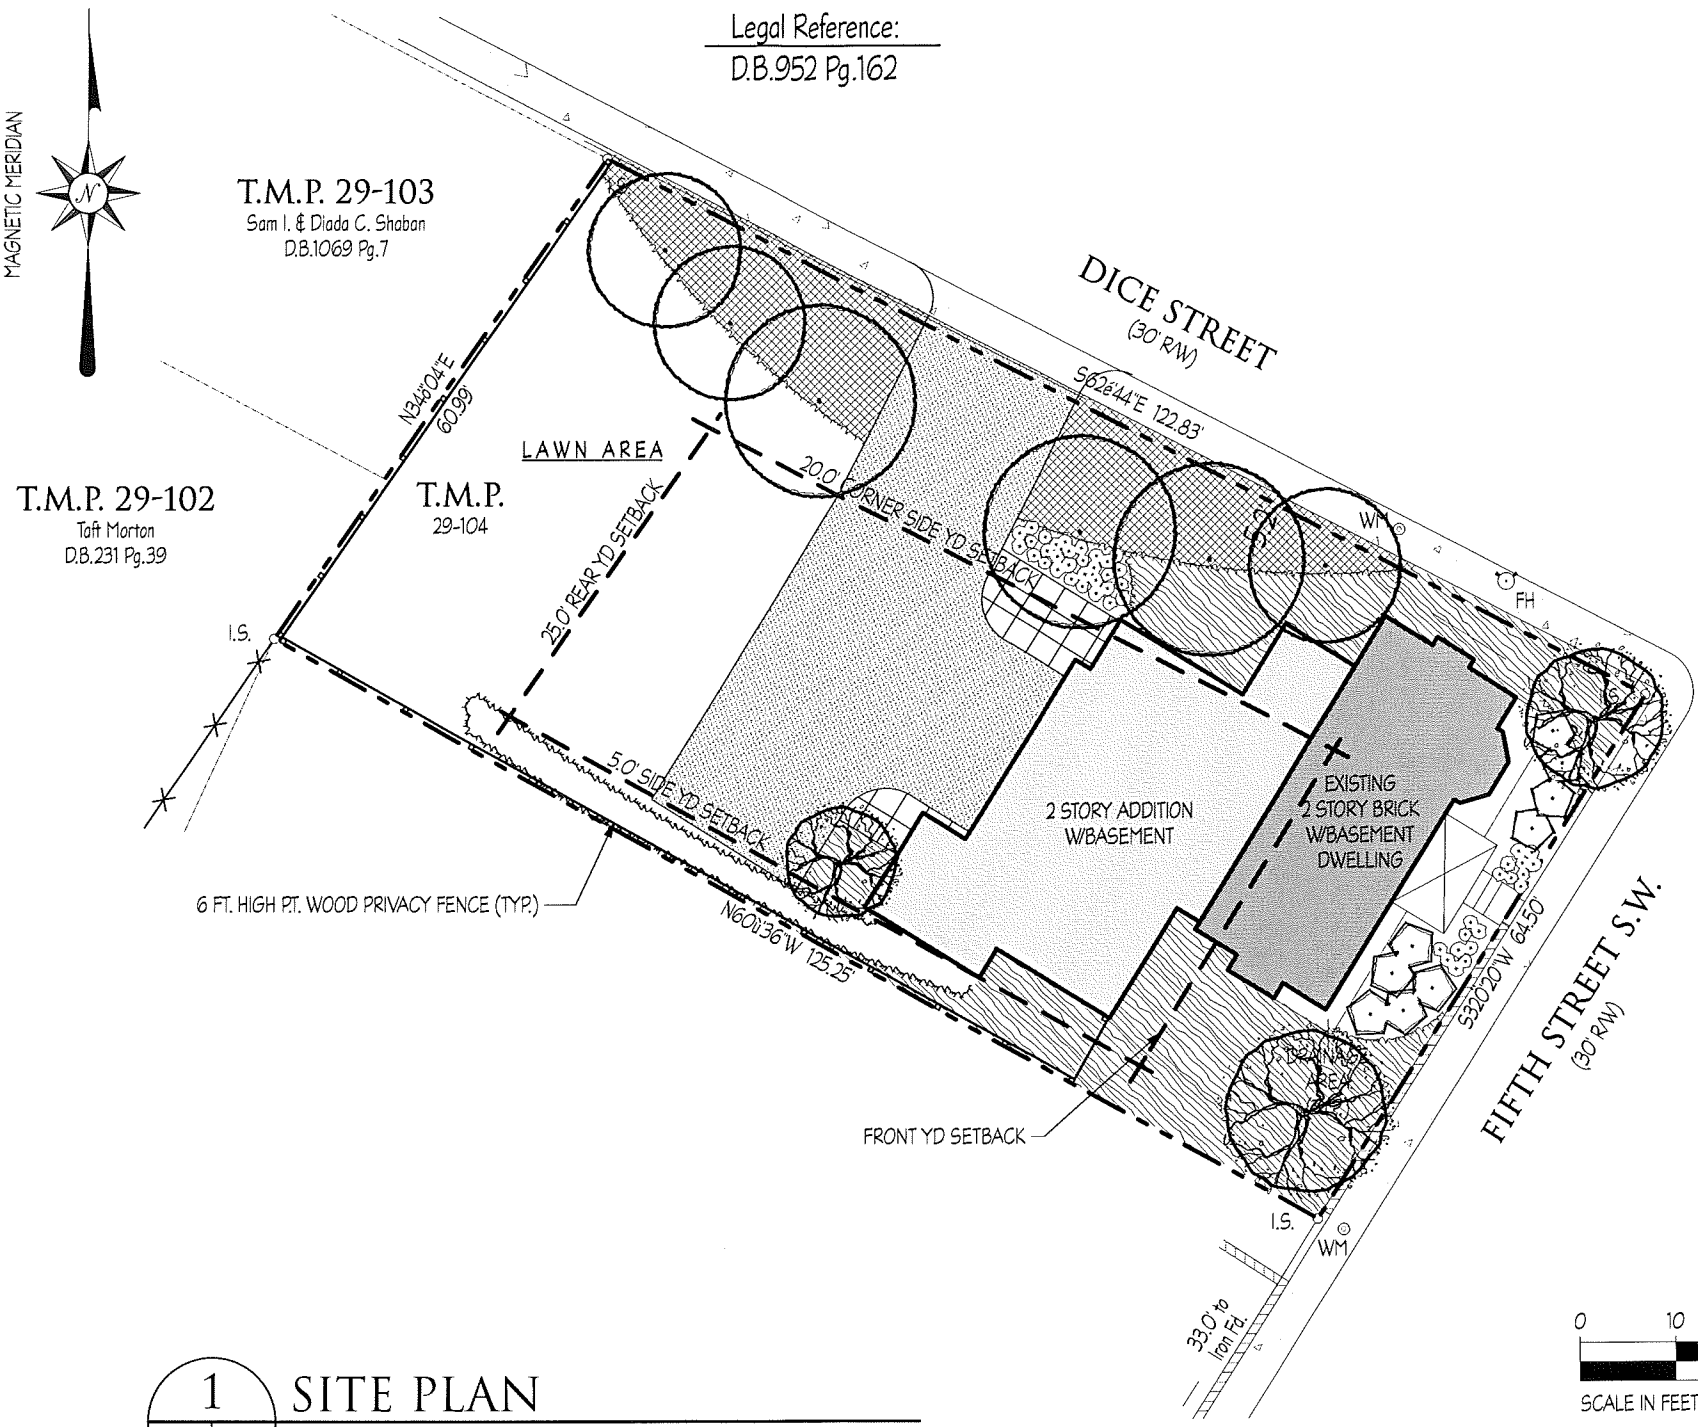 Legal Reference:
D.B.952 Pg.162
MAGNETIC MERIDIAN
N
T.M.P. 29-103
Sam I. & Diada C. Shaban
D.B.1069 Pg.7
DICE STREET
(30' R/W)
60.99'
S62°44"E 122.83'
LAWN AREA
T.M.P. 29-102
Taft Morton
D.B.231 Pg.39
T.M.P.
29-104
20.0' CORNER SIDE YD SETBACK
25.0' REAR YD SETBACK
WM
FH
I.S.
5.0' SIDE YD SETBACK
2 STORY ADDITION
W/BASEMENT
EXISTING
2 STORY BRICK
W/BASEMENT
DWELLING
6 FT. HIGH P.T. WOOD PRIVACY FENCE (TYP.)
125.25'
S32°0'20"W 64.50'
FIFTH STREET S.W.
(30' R/W)
DRAINAGE
AREA
FRONT YD SETBACK
I.S.
WM
33.0' to
Iron Fd.
0 10
SCALE IN FEET
1 SITE PLAN